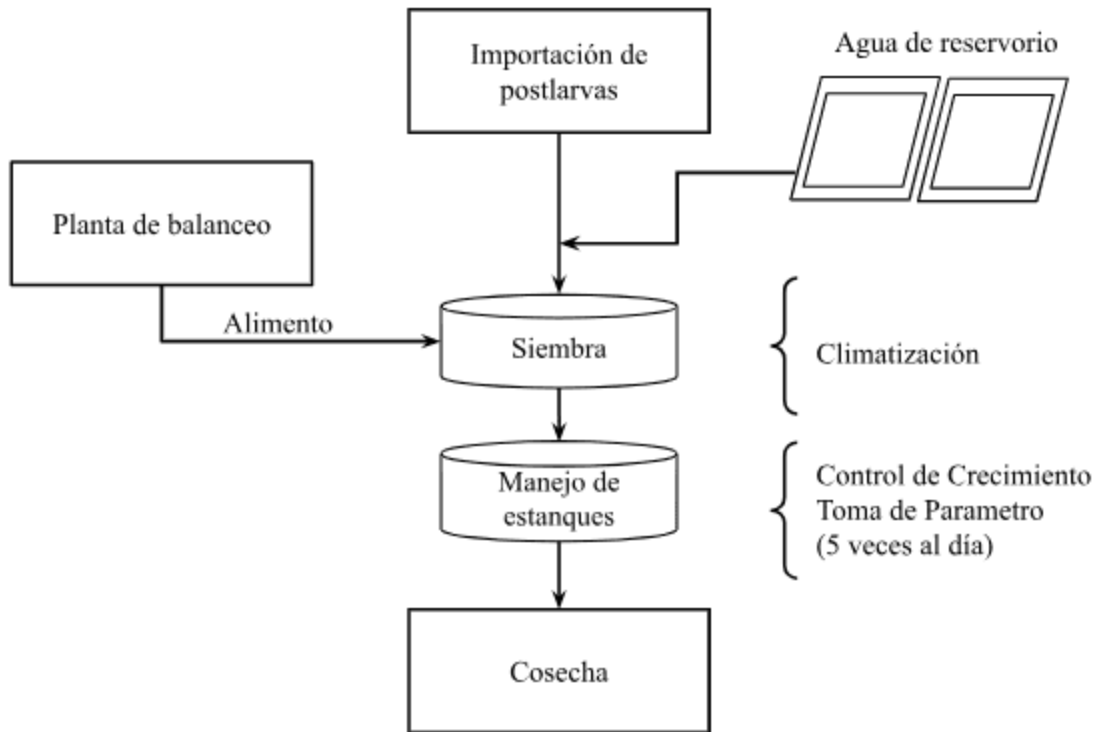 Importación de
postlarvas
Agua de reservorio
Planta de balanceo
Alimento
Siembra
Climatización
Manejo de
estanques
Control de Crecimiento
Toma de Parametro
(5 veces al día)
Cosecha